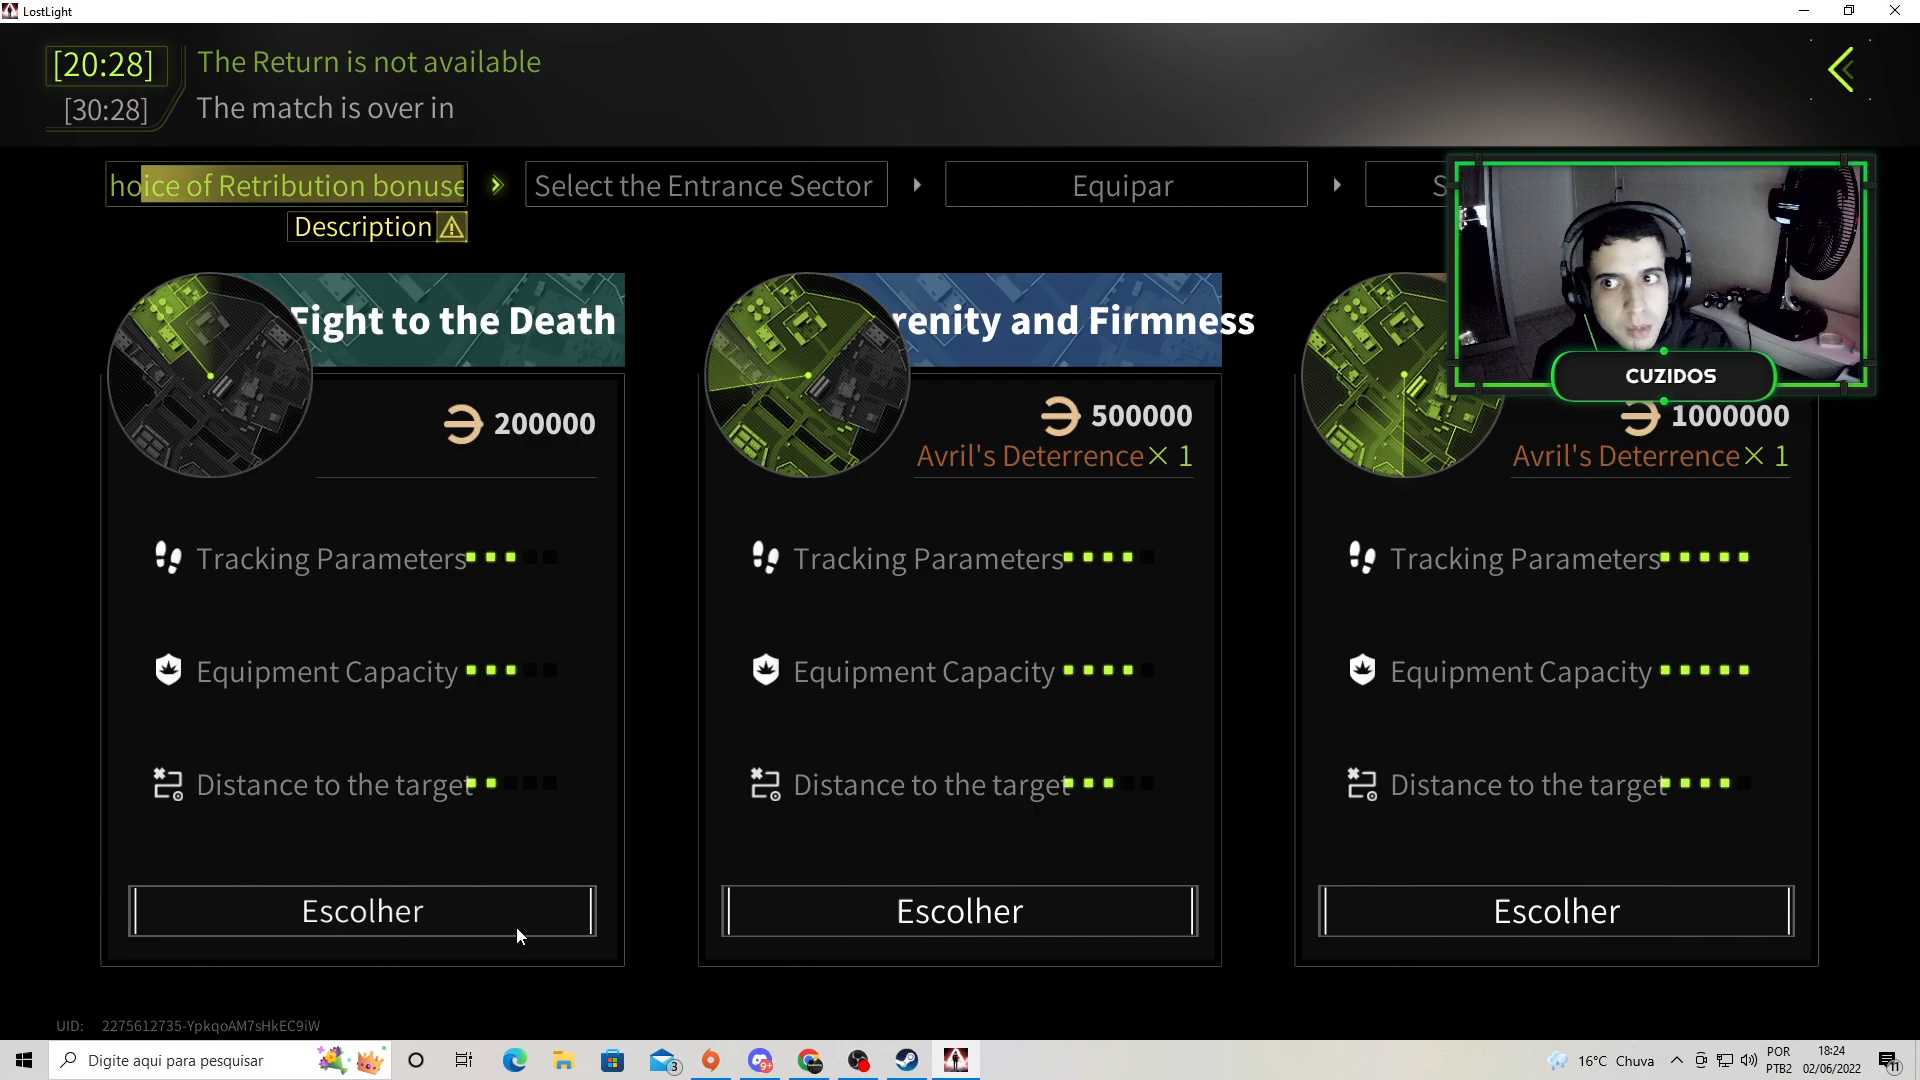 LostLight
[20:28] The Return is not available
[30:28] The match is over in
hoice of Retribution bonuse
Select the Entrance Sector
Equipar
S
Description
Fight to the Death
renity and Firmness
CUZIDOS
200000
500000
1000000
Avril's Deterrence× 1
Avril's Deterrence× 1
Tracking Parameters
Tracking Parameters
Tracking Parameters
Equipment Capacity
Equipment Capacity
Equipment Capacity
Distance to the target
Distance to the target
Distance to the target
Escolher
Escolher
Escolher
UID: 2275612735-YpkqoAM7sHkEC9iW
Digite aqui para pesquisar
3
9+
16°C Chuva
POR
PTB2
18:24
02/06/2022
11